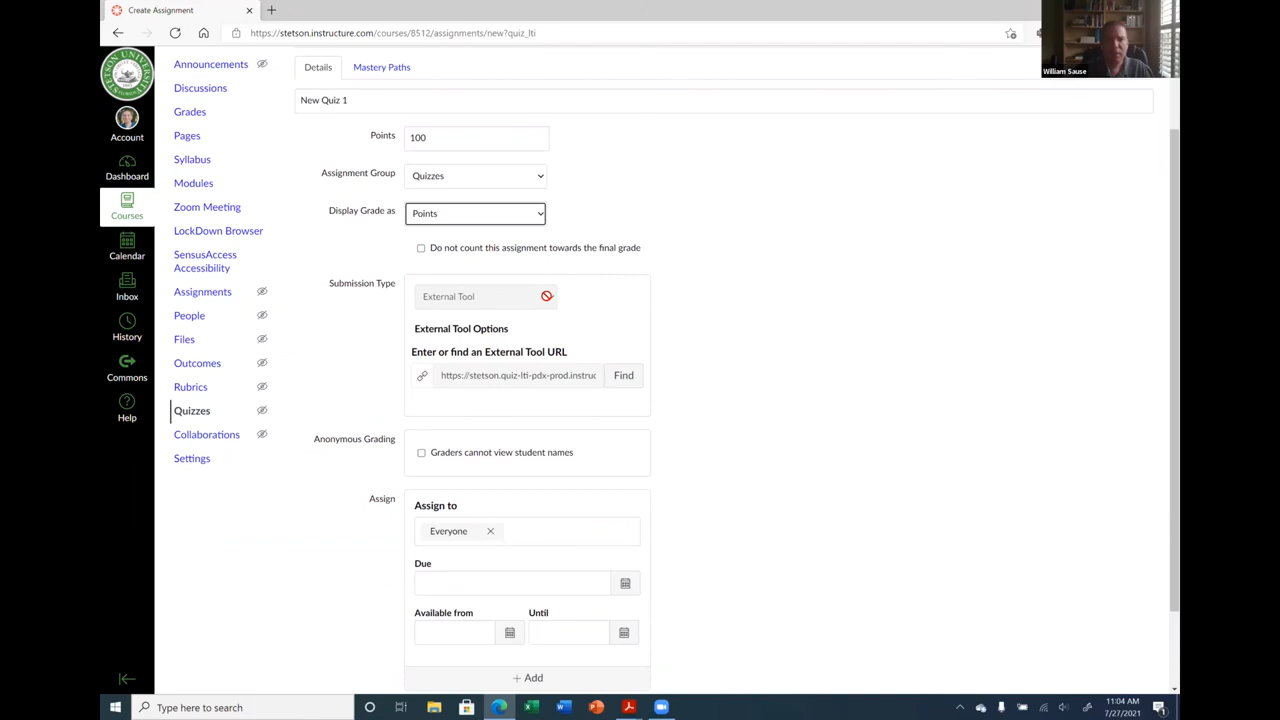 Create Assignment
https://stetson.instructure.com/courses/8512/assignments/new?quiz_lti
William Sause
STETSON UNIVERSITY
Account
Dashboard
Courses
Calendar
Inbox
History
Commons
Help
Announcements
Discussions
Grades
Pages
Syllabus
Modules
Zoom Meeting
LockDown Browser
SensusAccess
Accessibility
Assignments
People
Files
Outcomes
Rubrics
Quizzes
Collaborations
Settings
Details
Mastery Paths
New Quiz 1
Points
100
Assignment Group
Quizzes
Display Grade as
Points
Do not count this assignment towards the final grade
Submission Type
External Tool
External Tool Options
Enter or find an External Tool URL
https://stetson.quiz-lti-pdx-prod.instruc
Find
Anonymous Grading
Graders cannot view student names
Assign
Assign to
Everyone
Due
Available from
Until
+ Add
Type here to search
11:04 AM
7/27/2021